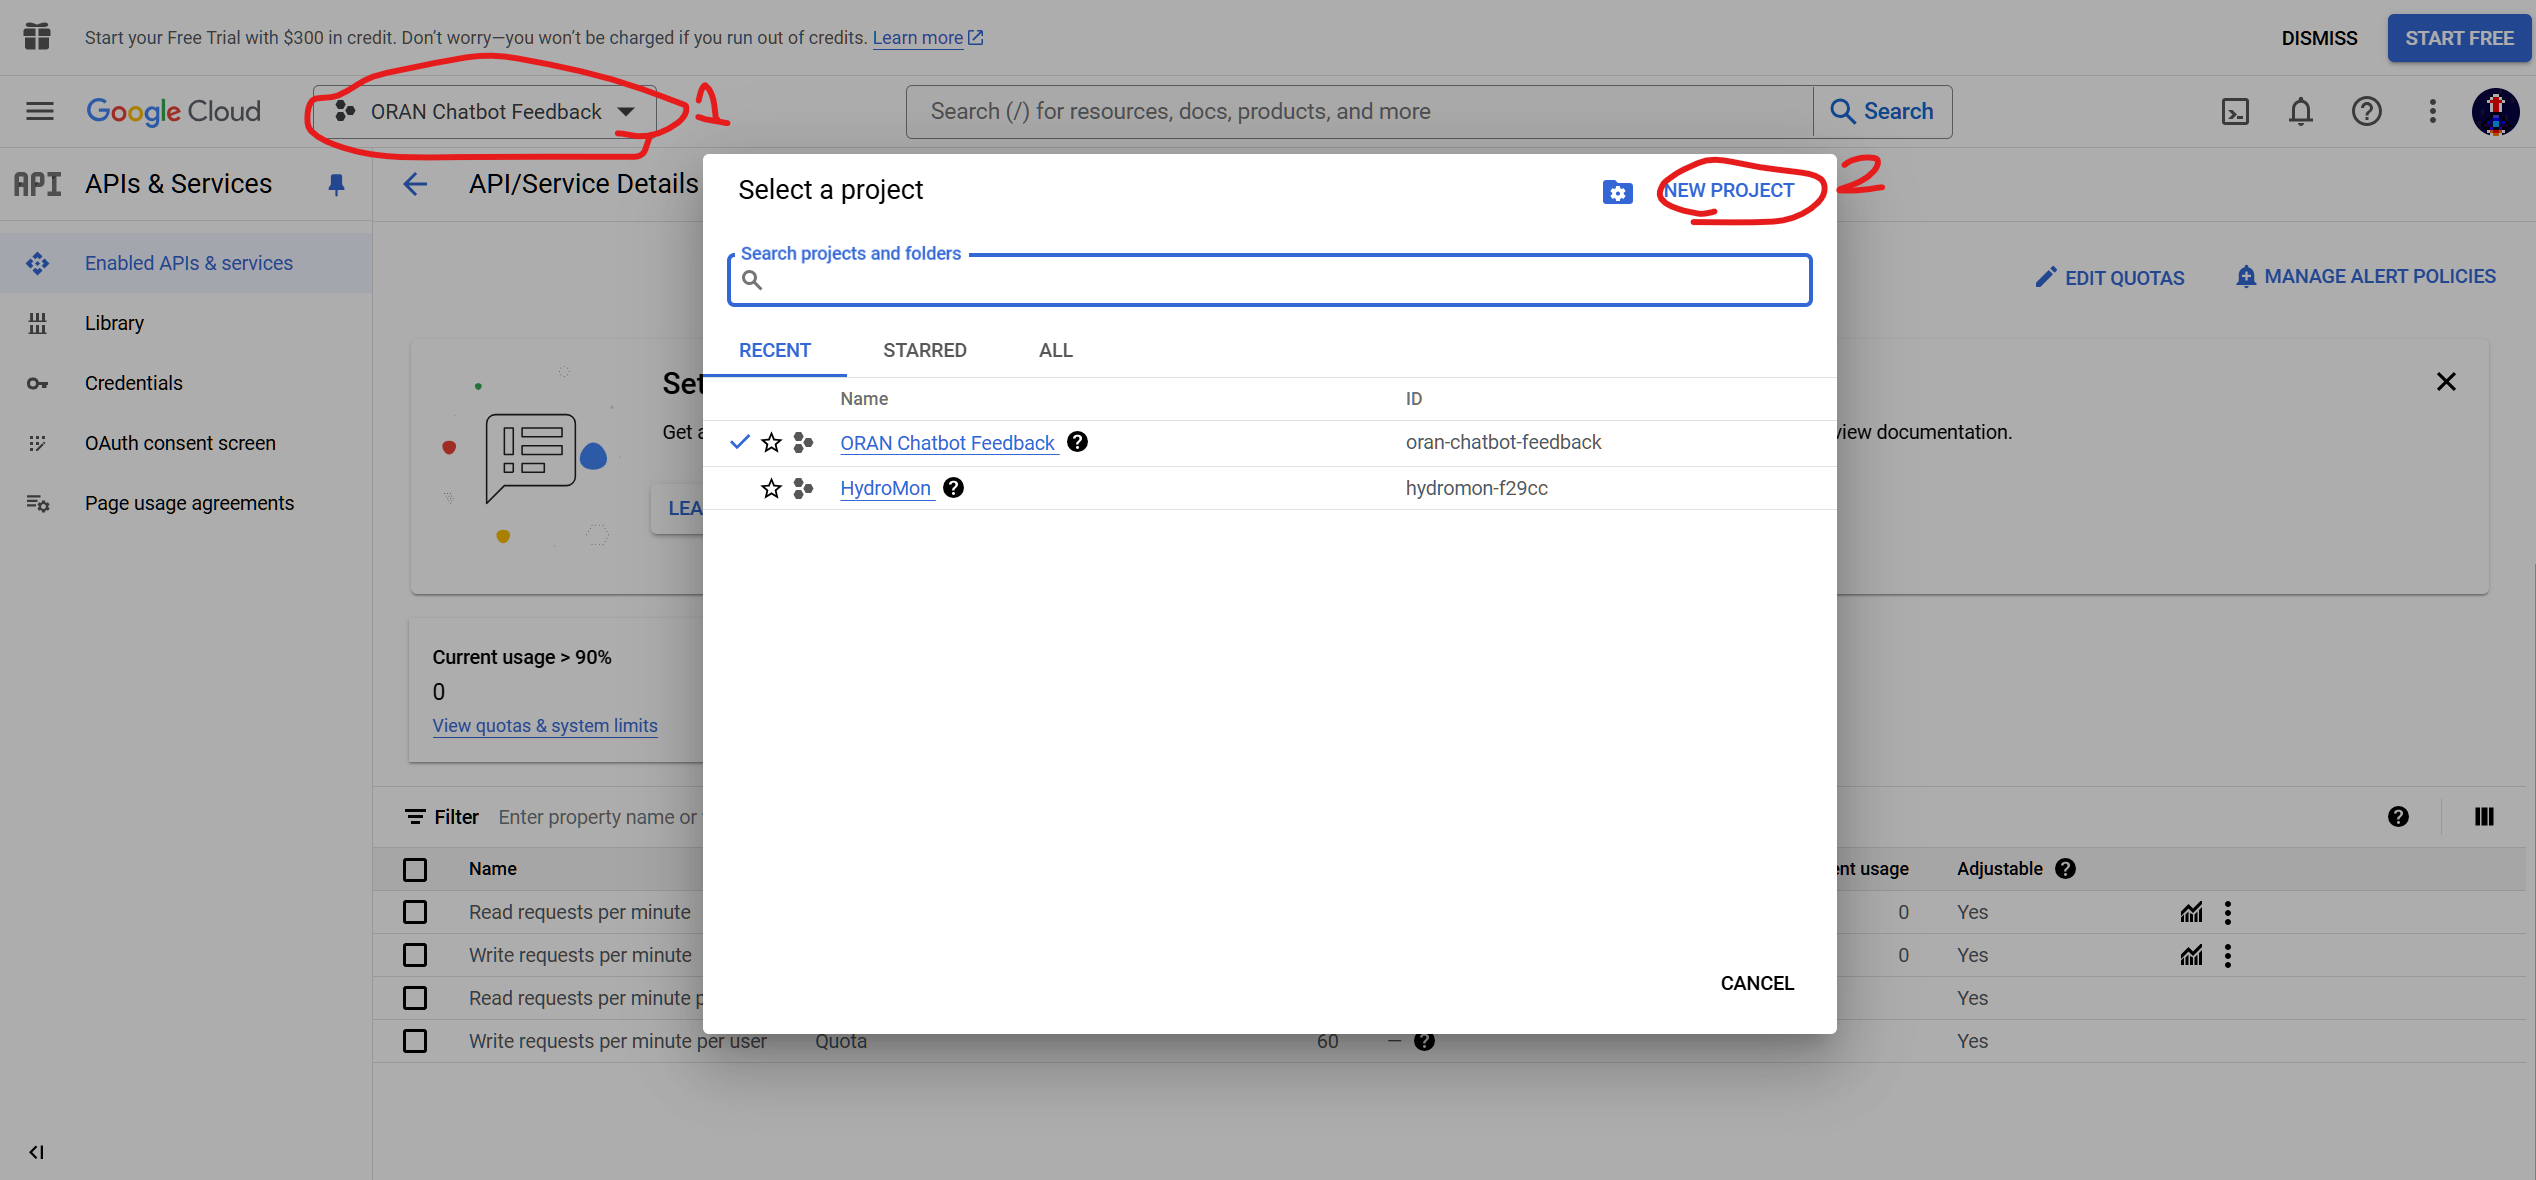 Start your Free Trial with $300 in credit. Don't worry—you won't be charged if you run out of credits. Learn more
DISMISS
START FREE
Google Cloud
ORAN Chatbot Feedback
1
Search (/) for resources, docs, products, and more
Search
API
APIs & Services
API/Service Details
Select a project
NEW PROJECT
2
Enabled APIs & services
Library
Credentials
OAuth consent screen
Page usage agreements
Search projects and folders
EDIT QUOTAS
MANAGE ALERT POLICIES
RECENT
STARRED
ALL
Name
ID
ORAN Chatbot Feedback
oran-chatbot-feedback
HydroMon
hydromon-f29cc
CANCEL
Set
Get
view documentation.
LEA
Current usage > 90%
0
View quotas & system limits
Filter
Enter property name or
Name
ent usage
Adjustable
Read requests per minute
0
Yes
Write requests per minute
0
Yes
Read requests per minute p
Yes
Write requests per minute per user
Quota
60
—
Yes